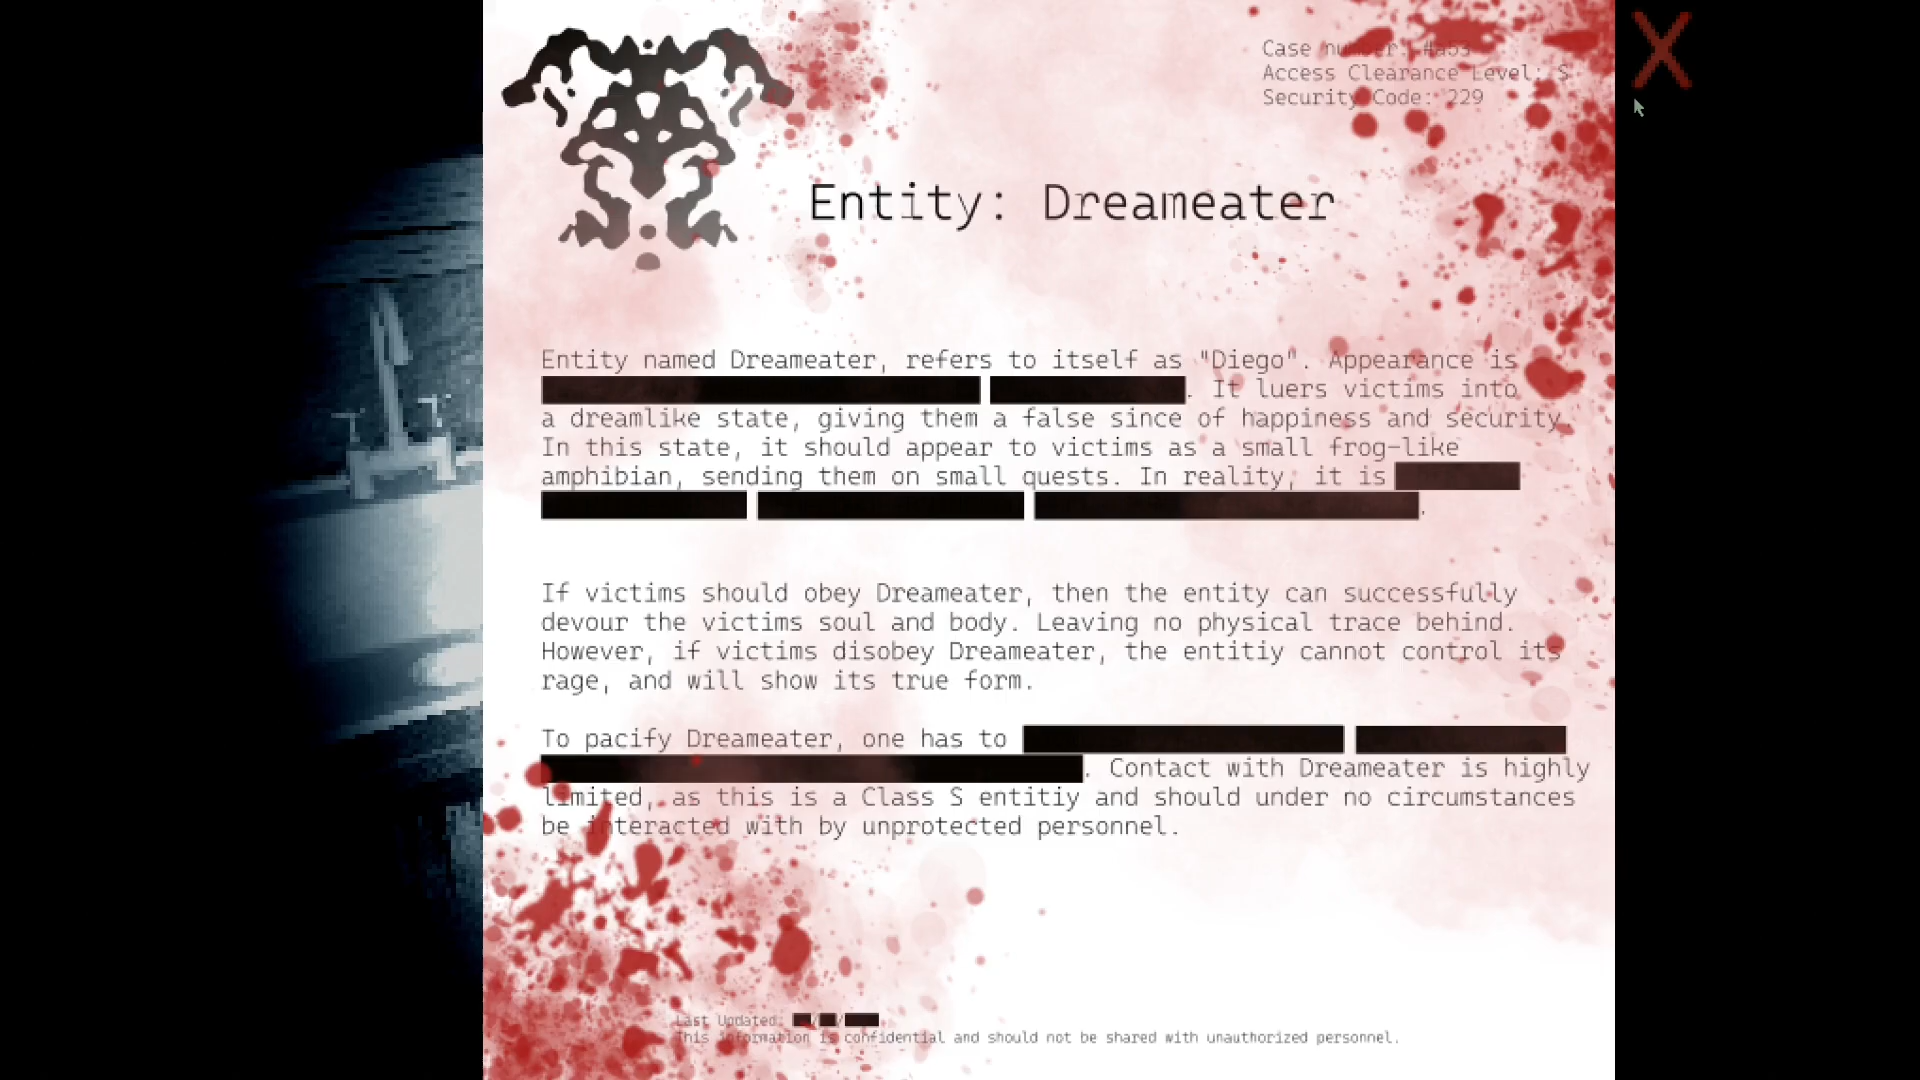 Case number: #ab3
Access Clearance Level: S
Security Code: 229
Entity: Dreameater
Entity named Dreameater, refers to itself as "Diego". Appearance is
. It luers victims into
a dreamlike state, giving them a false since of happiness and security.
In this state, it should appear to victims as a small frog-like
amphibian, sending them on small quests. In reality, it is
.
If victims should obey Dreameater, then the entity can successfully
devour the victims soul and body. Leaving no physical trace behind.
However, if victims disobey Dreameater, the entitiy cannot control its
rage, and will show its true form.
To pacify Dreameater, one has to
. Contact with Dreameater is highly
limited, as this is a Class S entitiy and should under no circumstances
be interacted with by unprotected personnel.
Last Updated: / /
This information is confidential and should not be shared with unauthorized personnel.
X